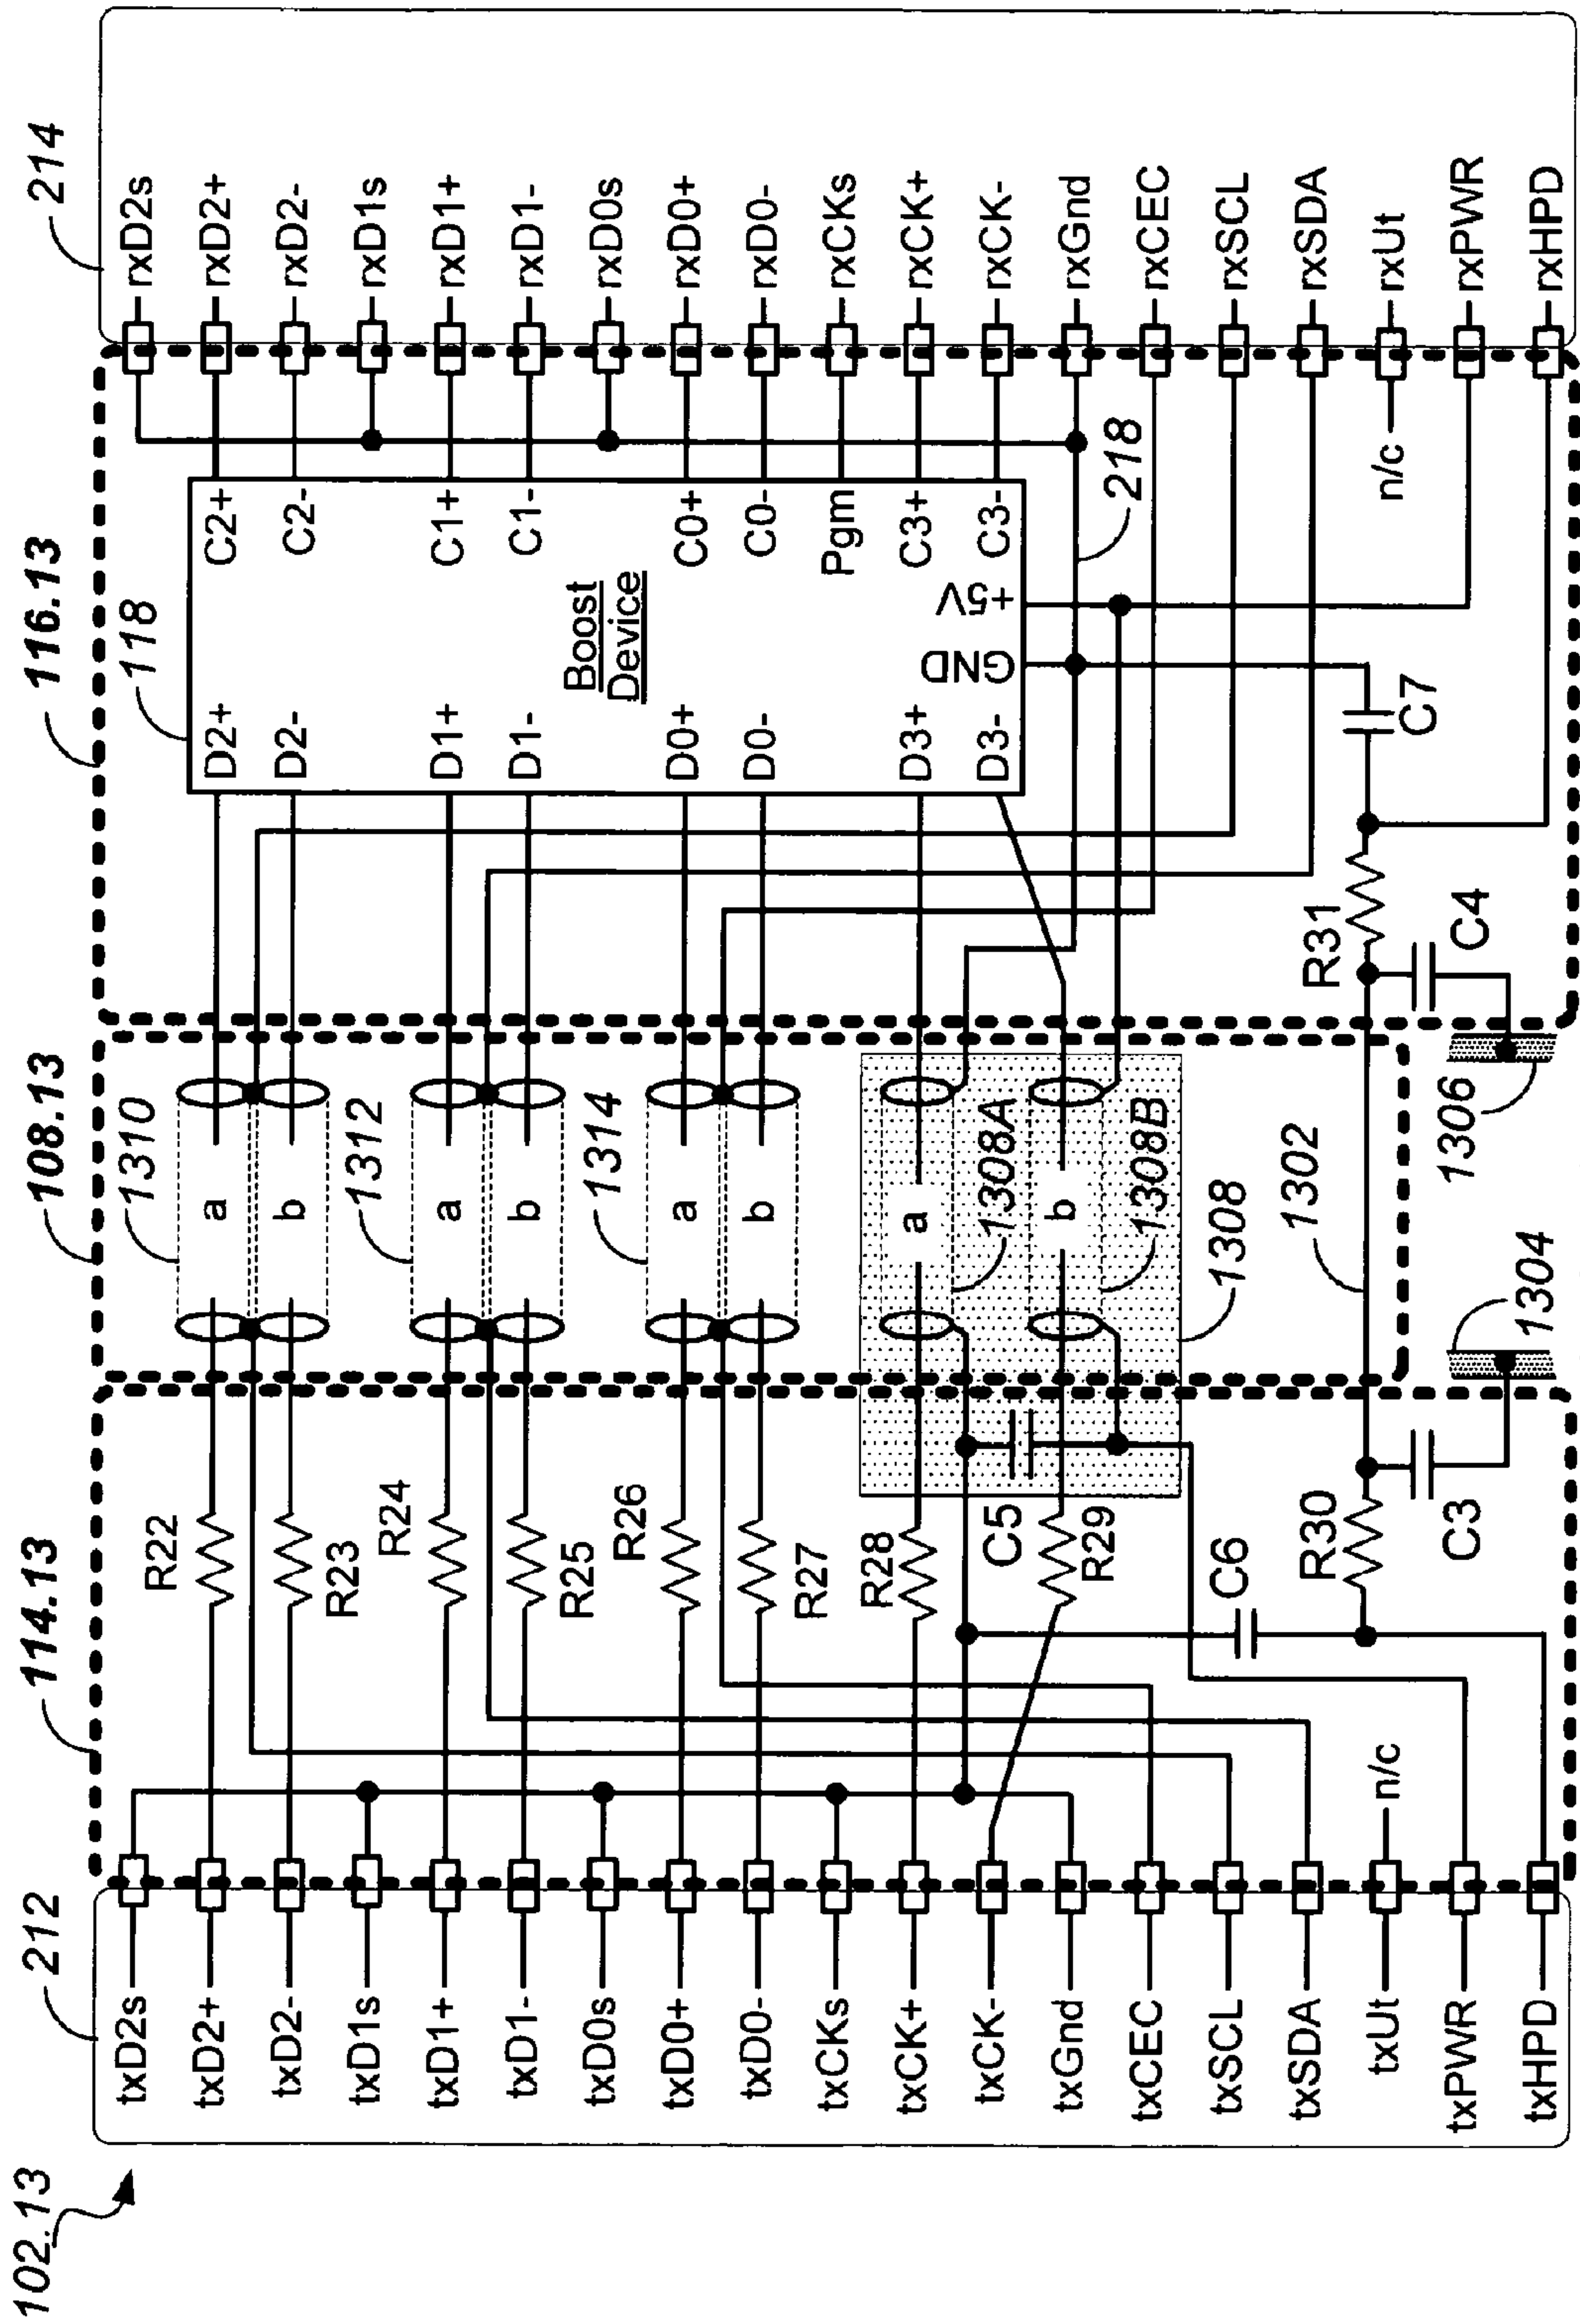 102.13
212
114.13
108.13
116.13
118
214
txD2s
txD2+
txD2-
txD1s
txD1+
txD1-
txD0s
txD0+
txD0-
txCKs
txCK+
txCK-
txGnd
txCEC
txSCL
txSDA
txUt
txPWR
txHPD
n/c
R22
R23
R24
R25
R26
R27
R28
C5
R29
C6
R30
C3
1310
a
b
1312
a
b
1314
a
b
a
1308A
b
1308B
1308
1302
1304
1306
D2+
D2-
D1+
D1-
D0+
D0-
D3+
D3-
Boost
Device
GND
+5V
C2+
C2-
C1+
C1-
C0+
C0-
Pgm
C3+
C3-
218
R31
C4
C7
n/c
rxD2s
rxD2+
rxD2-
rxD1s
rxD1+
rxD1-
rxD0s
rxD0+
rxD0-
rxCKs
rxCK+
rxCK-
rxGnd
rxCEC
rxSCL
rxSDA
rxUt
rxPWR
rxHPD